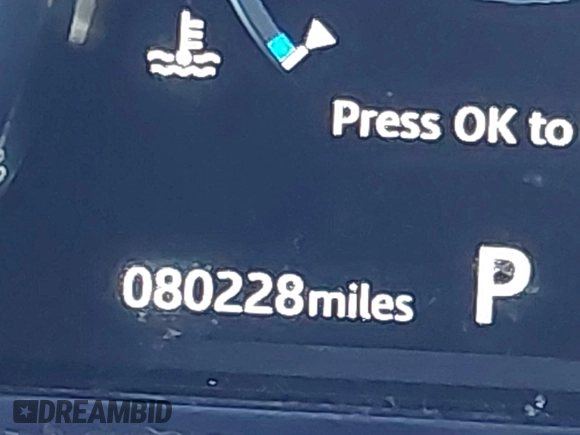 Press OK to
080228miles
P
DREAMBID